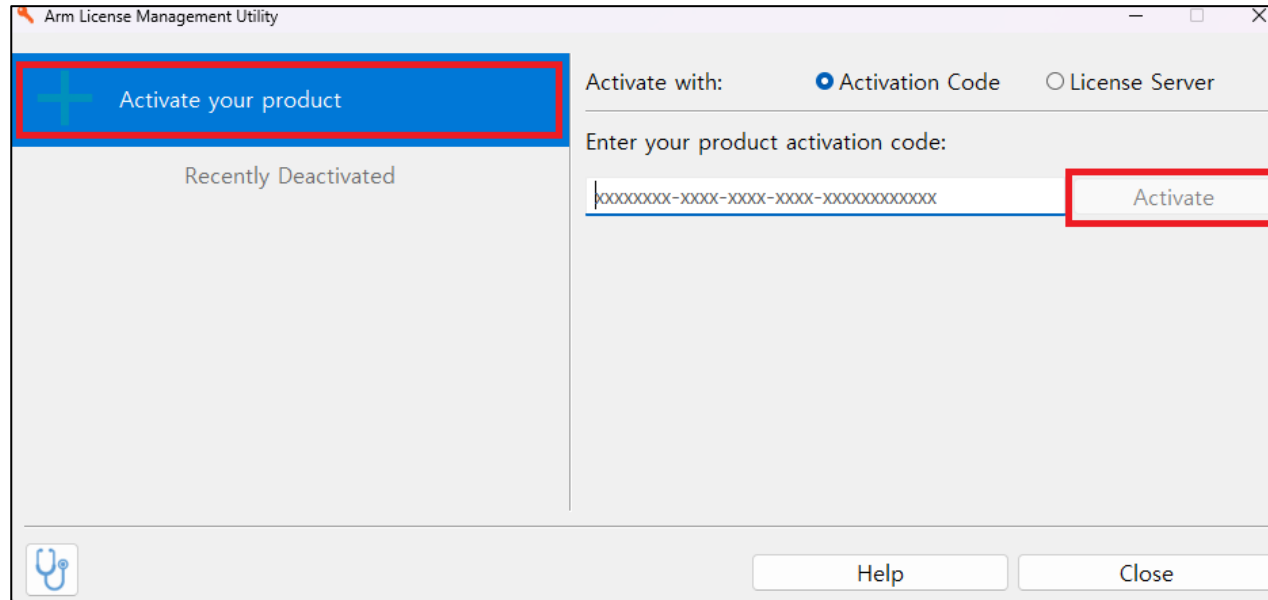 Arm License Management Utility
Activate your product
Recently Deactivated
Activate with: Activation Code License Server
Enter your product activation code:
xxxxxxxx-xxxx-xxxx-xxxx-xxxxxxxxxxxx Activate
Help Close